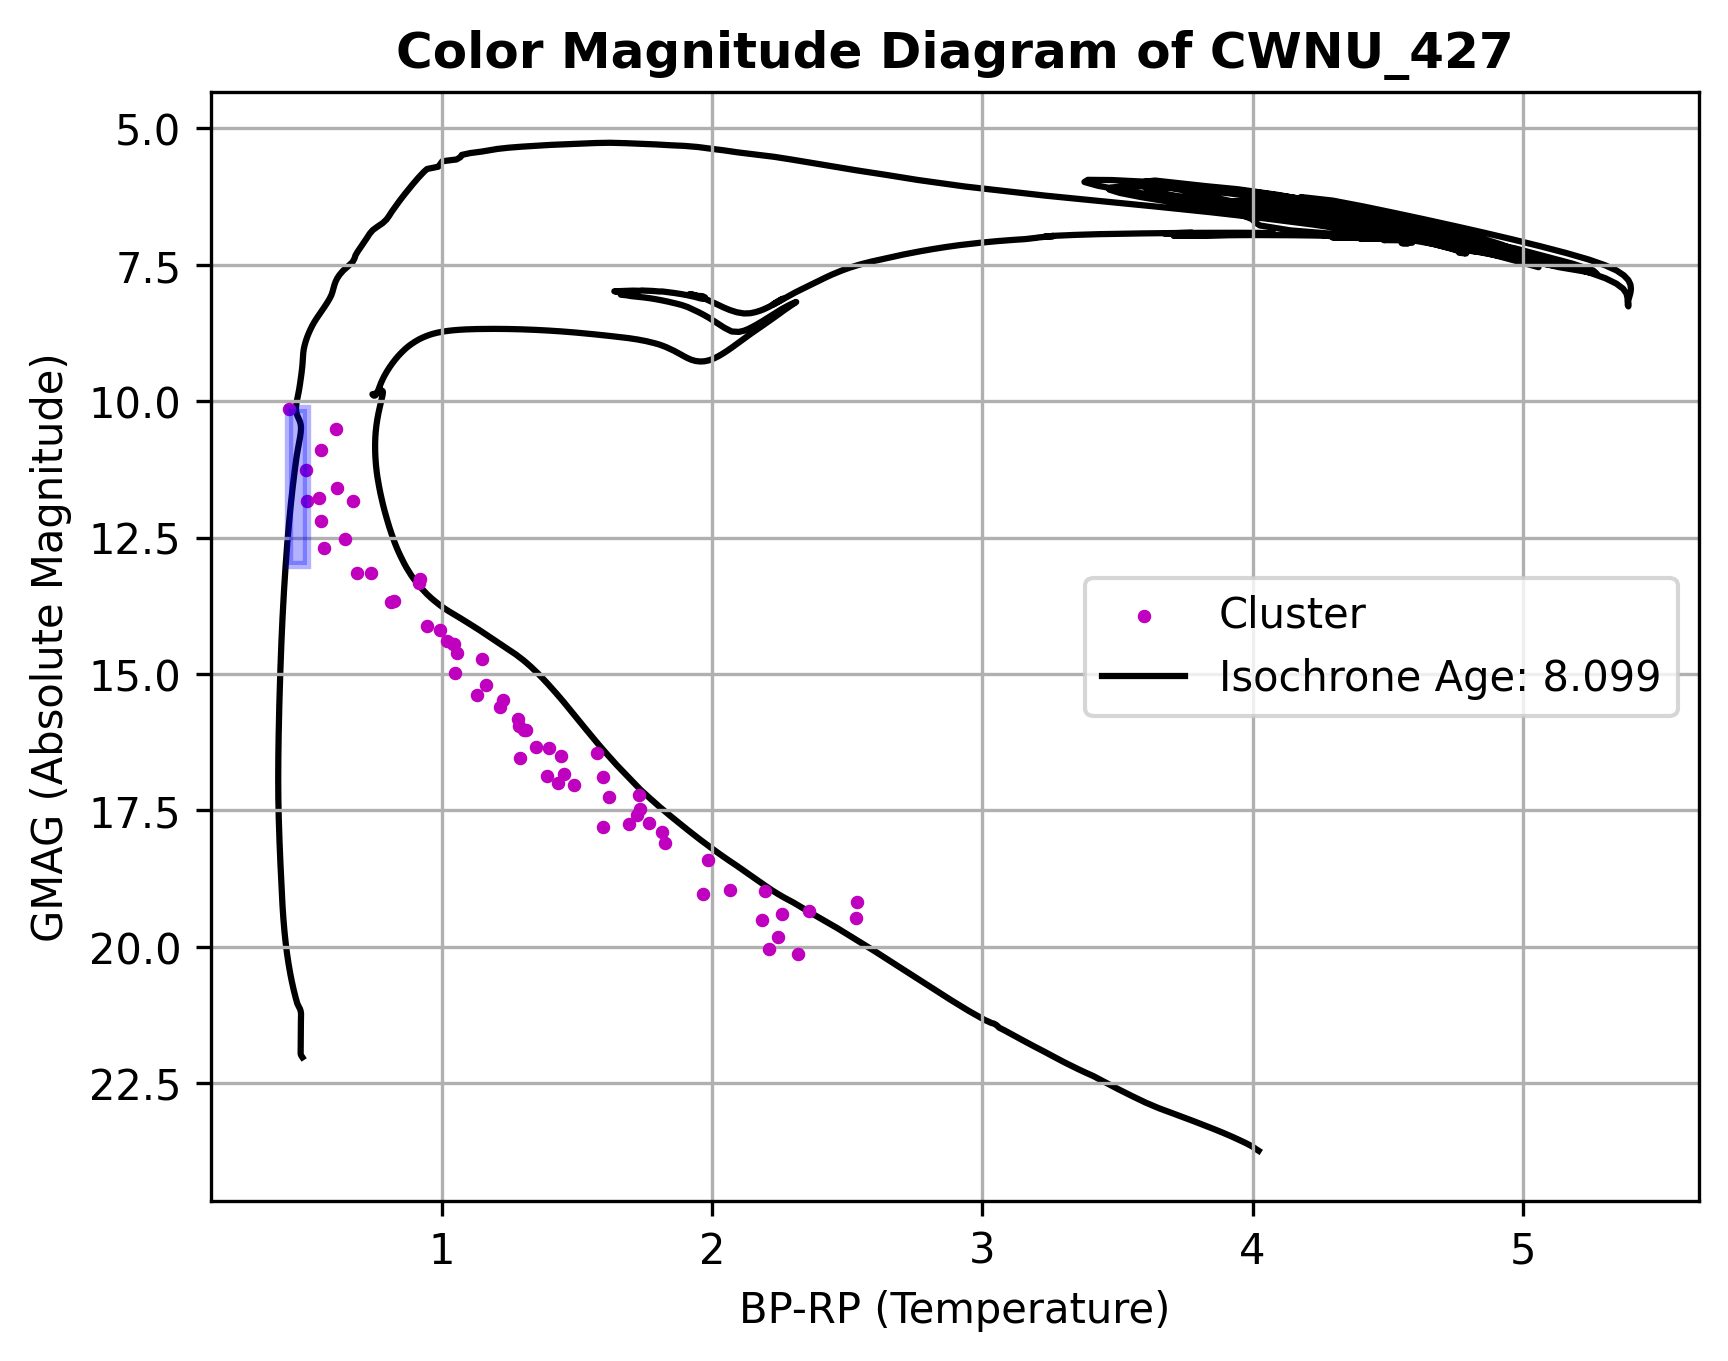 Color Magnitude Diagram of CWNU_427
GMAG (Absolute Magnitude)
5.0
7.5
10.0
12.5
15.0
17.5
20.0
22.5
Cluster
Isochrone Age: 8.099
1 2 3 4 5
BP-RP (Temperature)